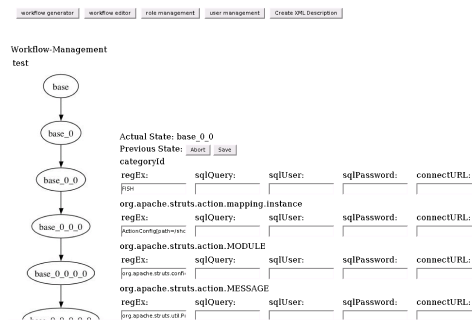 workflow generator workflow editor role management user management Create XML Description
Workflow-Management
test
base
base_0
base_0_0
base_0_0_0
base_0_0_0_0
Actual State: base_0_0
Previous State: Abort Save
categoryId
regEx: sqlQuery: sqlUser: sqlPassword: connectURL:
FISH
org.apache.struts.action.mapping.instance
regEx: sqlQuery: sqlUser: sqlPassword: connectURL:
ActionConfig[path=/sho
org.apache.struts.action.MODULE
regEx: sqlQuery: sqlUser: sqlPassword: connectURL:
org.apache.struts.confi
org.apache.struts.action.MESSAGE
regEx: sqlQuery: sqlUser: sqlPassword: connectURL:
org.apache.struts.util.P